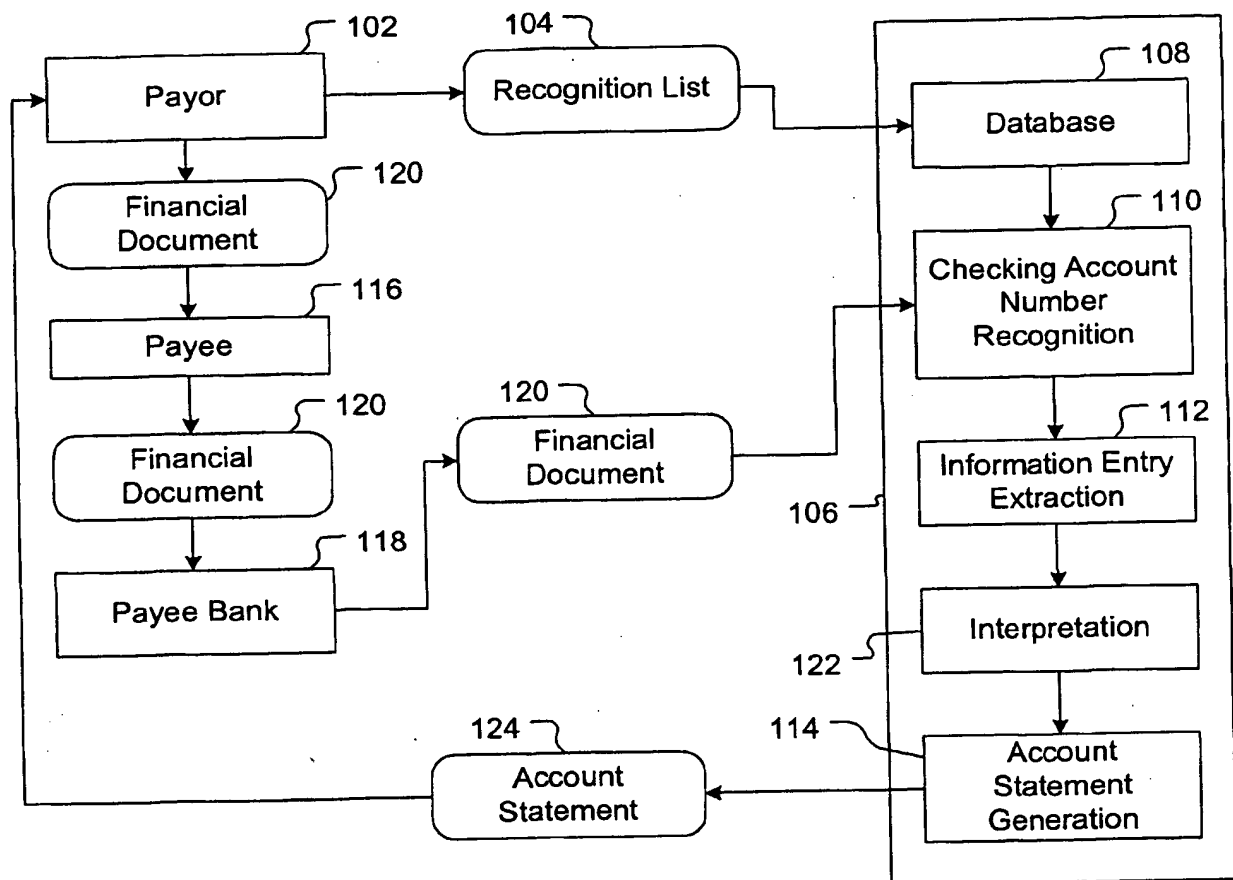 102
Payor
104
Recognition List
108
Database
120
Financial
Document
110
Checking Account
Number
Recognition
116
Payee
120
Financial
Document
120
Financial
Document
112
Information Entry
Extraction
106
118
Payee Bank
Interpretation
122
124
Account
Statement
114
Account
Statement
Generation